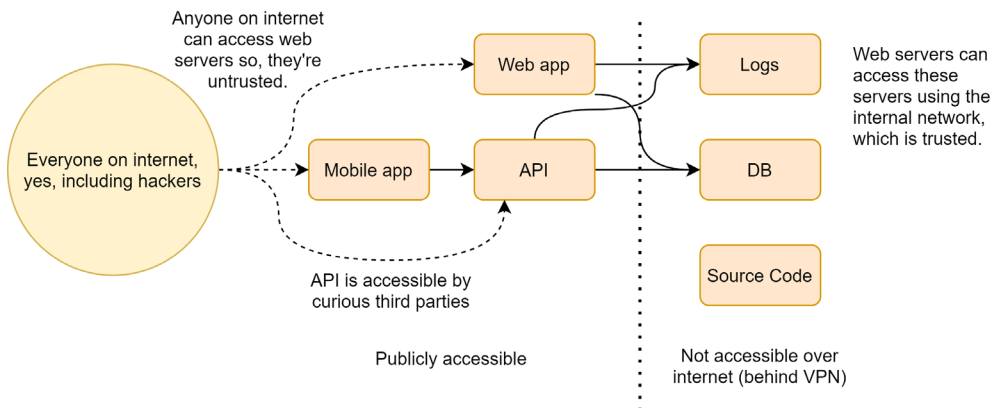 Anyone on internet
can access web
servers so, they're
untrusted.
Web app
Logs
Web servers can
access these
servers using the
internal network,
which is trusted.
Everyone on internet,
yes, including hackers
Mobile app
API
DB
API is accessible by
curious third parties
Source Code
Publicly accessible
Not accessible over
internet (behind VPN)